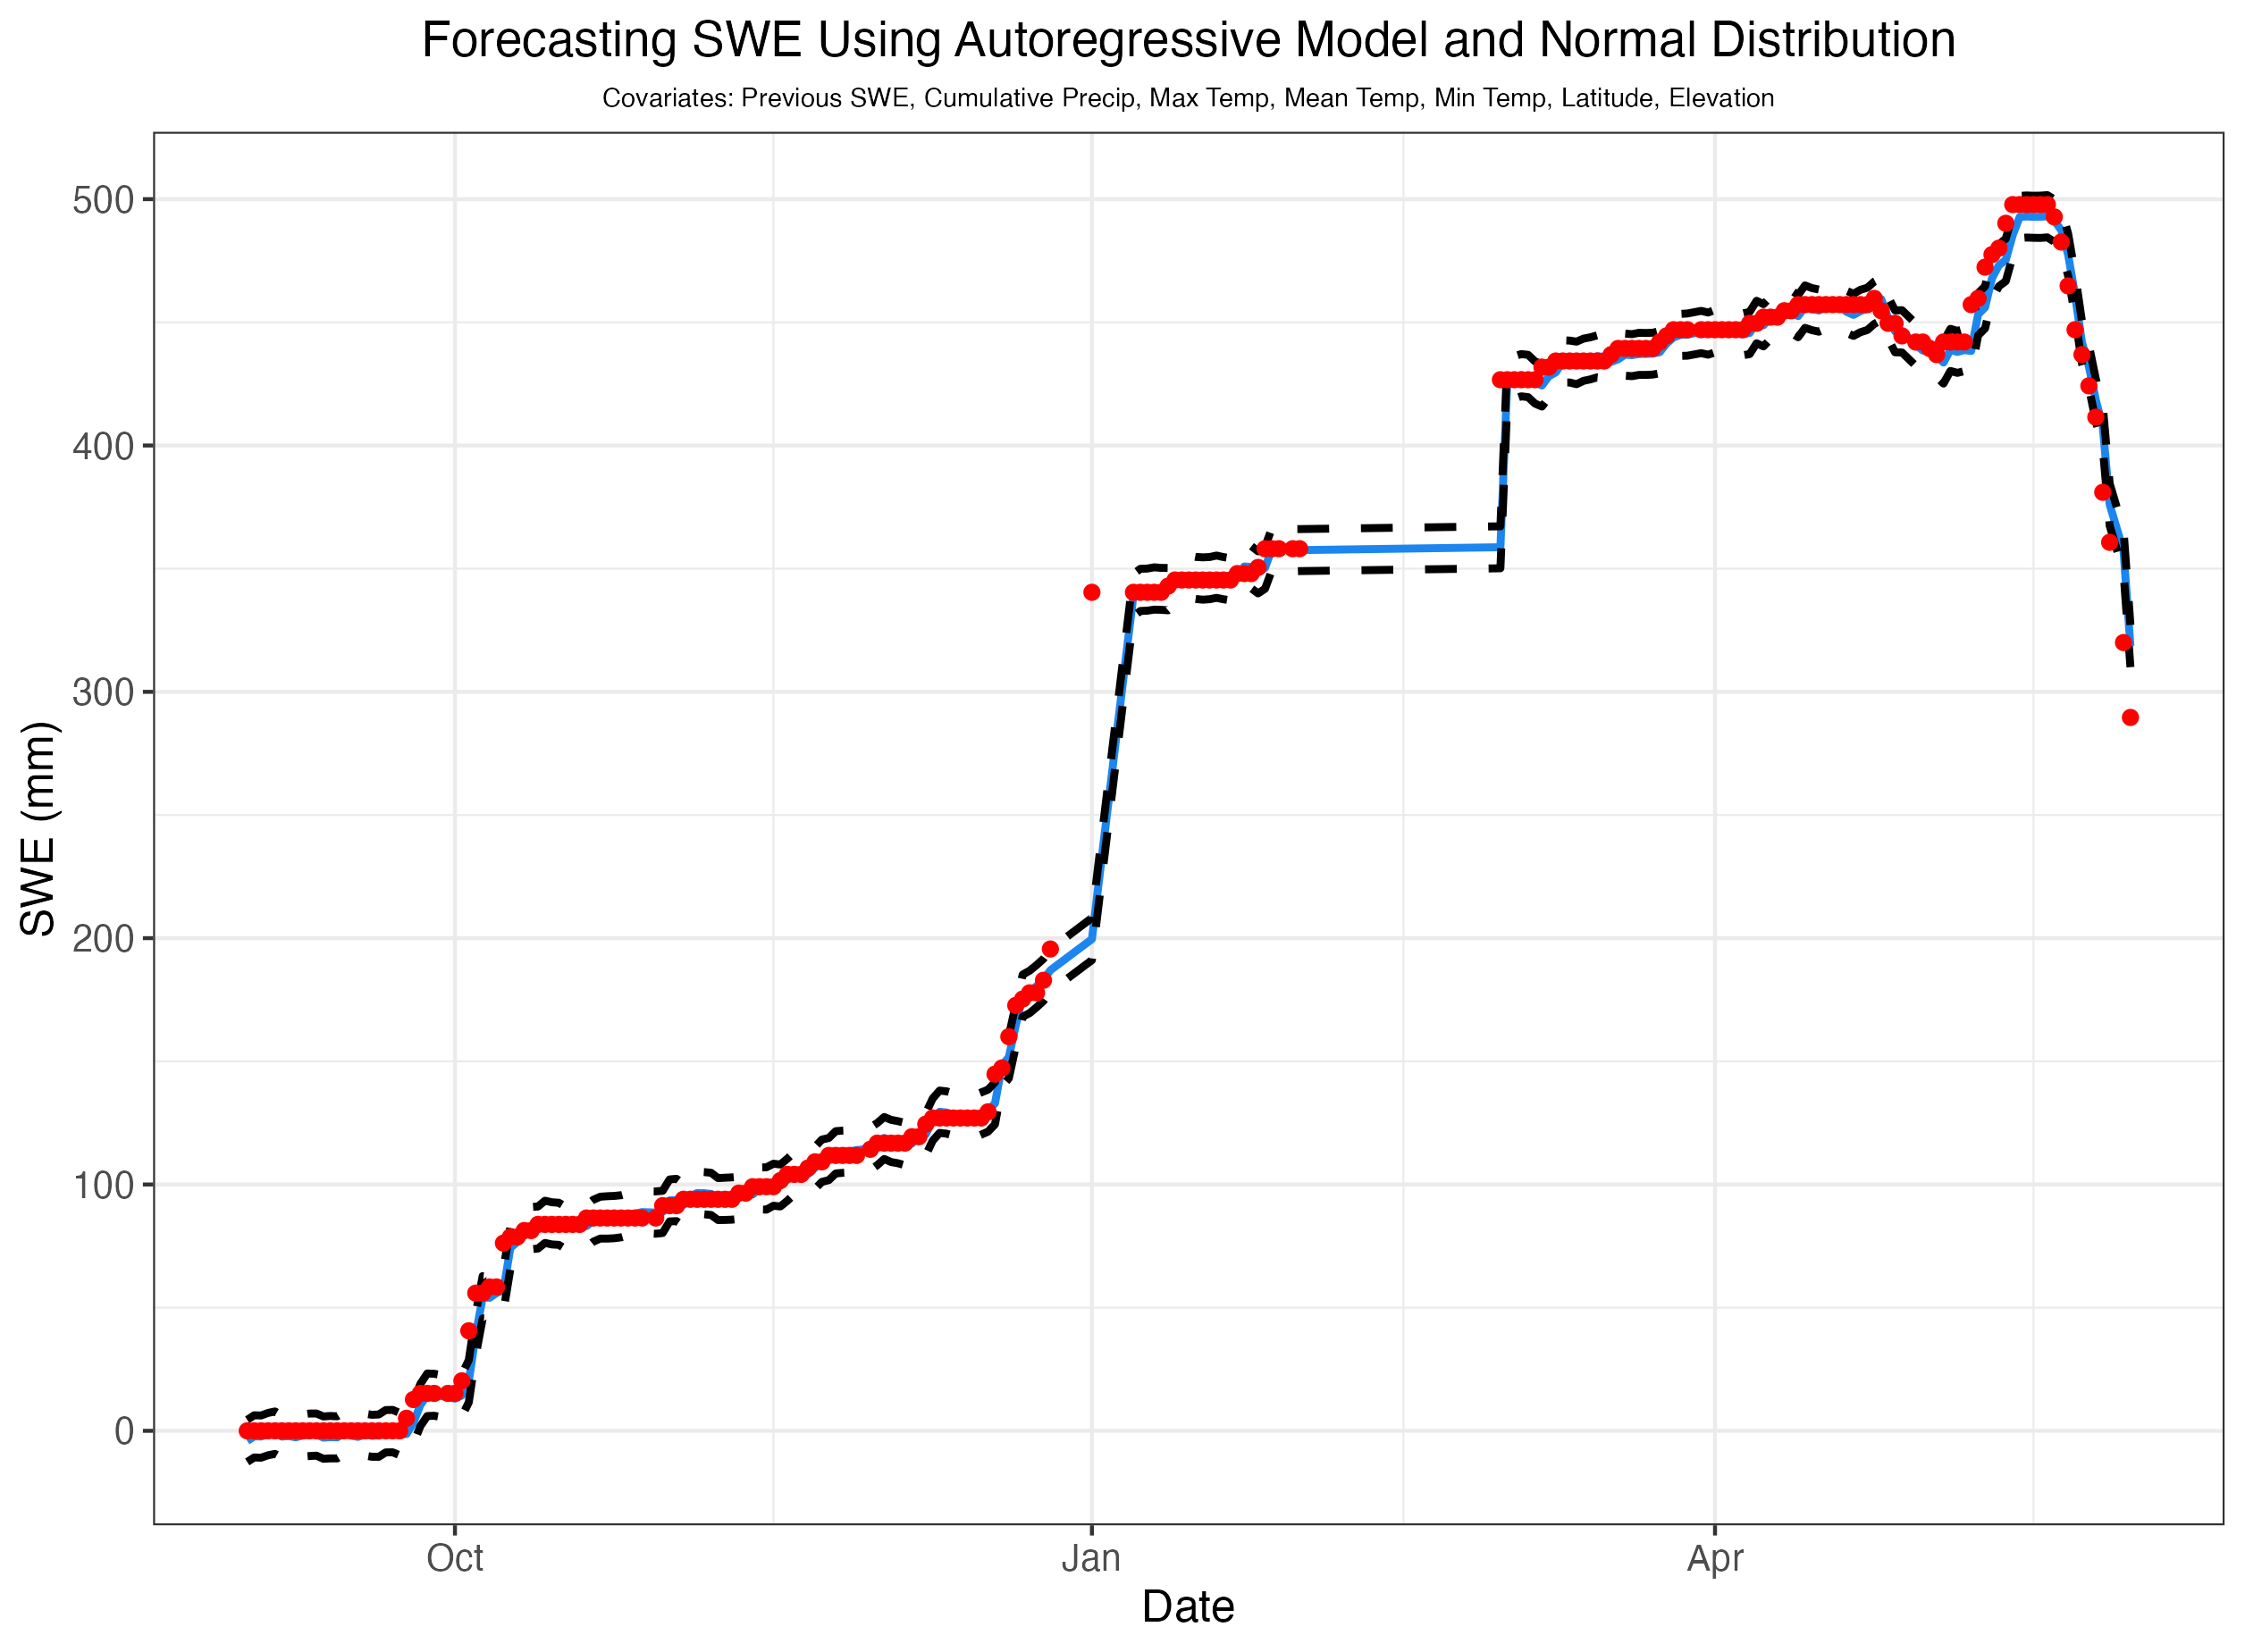 Forecasting SWE Using Autoregressive Model and Normal Distribution
Covariates: Previous SWE, Cumulative Precip, Max Temp, Mean Temp, Min Temp, Latitude, Elevation
SWE (mm)
500
400
300
200
100
0
Oct
Jan
Apr
Date